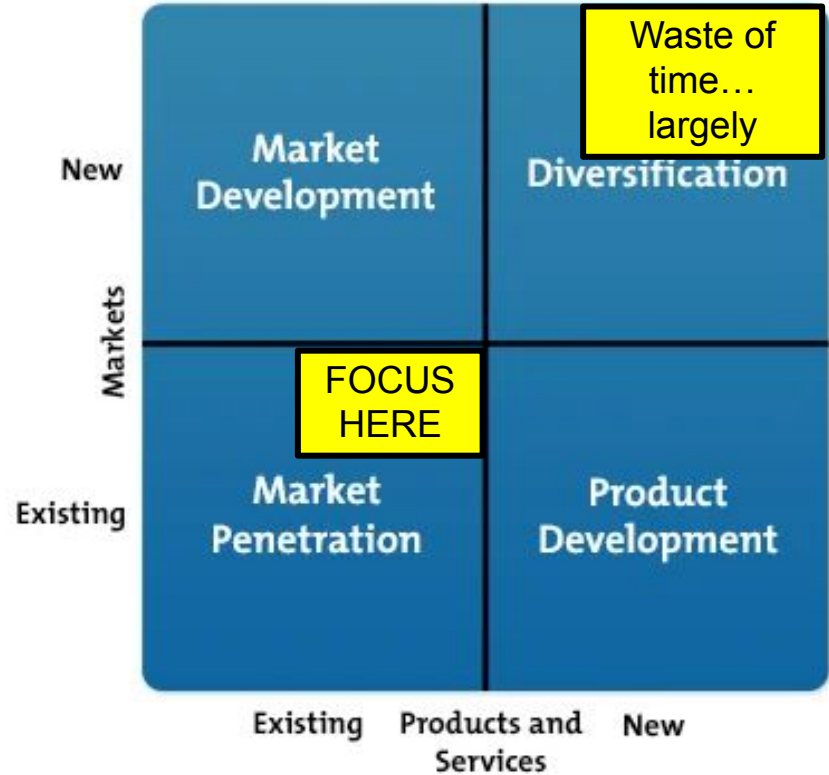 Waste of
time…
largely
New
Market
Development
Diversification
Markets
FOCUS
HERE
Existing
Market
Penetration
Product
Development
Existing
Products and
Services
New